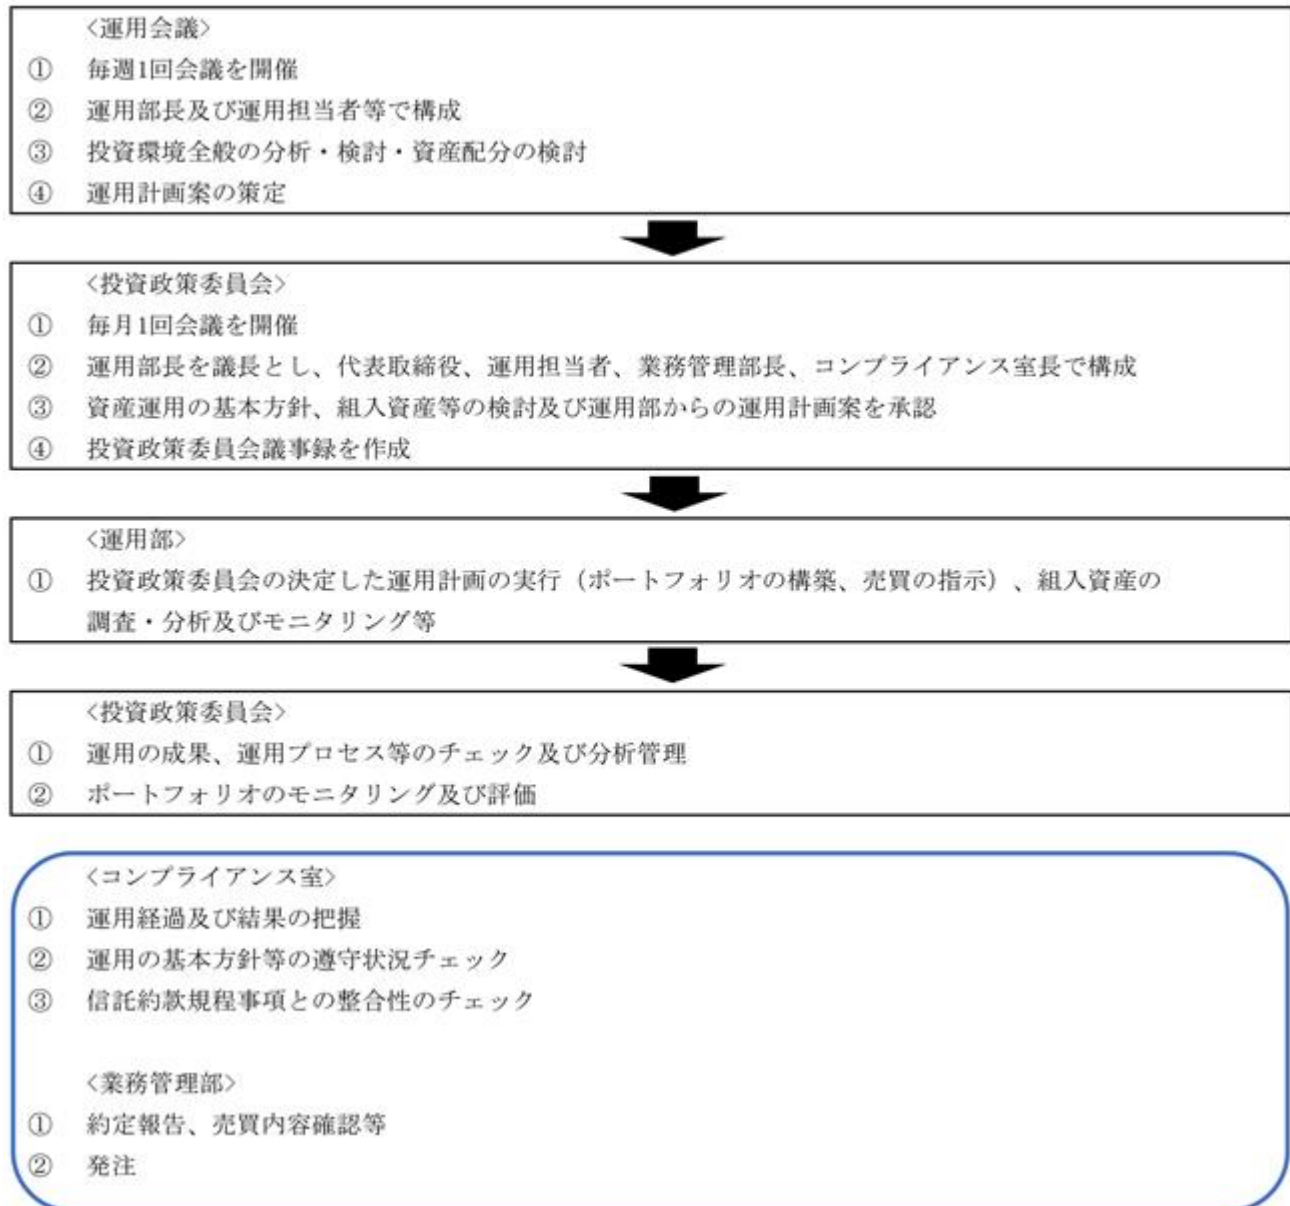 〈運用会議〉
① 毎週1回会議を開催
② 運用部長及び運用担当者等で構成
③ 投資環境全般の分析・検討・資産配分の検討
④ 運用計画案の策定
〈投資政策委員会〉
① 毎月1回会議を開催
② 運用部長を議長とし、代表取締役、運用担当者、業務管理部長、コンプライアンス室長で構成
③ 資産運用の基本方針、組入資産等の検討及び運用部からの運用計画案を承認
④ 投資政策委員会議事録を作成
〈運用部〉
① 投資政策委員会の決定した運用計画の実行（ポートフォリオの構築、売買の指示）、組入資産の
調査・分析及びモニタリング等
〈投資政策委員会〉
① 運用の成果、運用プロセス等のチェック及び分析管理
② ポートフォリオのモニタリング及び評価
〈コンプライアンス室〉
① 運用経過及び結果の把握
② 運用の基本方針等の遵守状況チェック
③ 信託約款規程事項との整合性のチェック
〈業務管理部〉
① 約定報告、売買内容確認等
② 発注